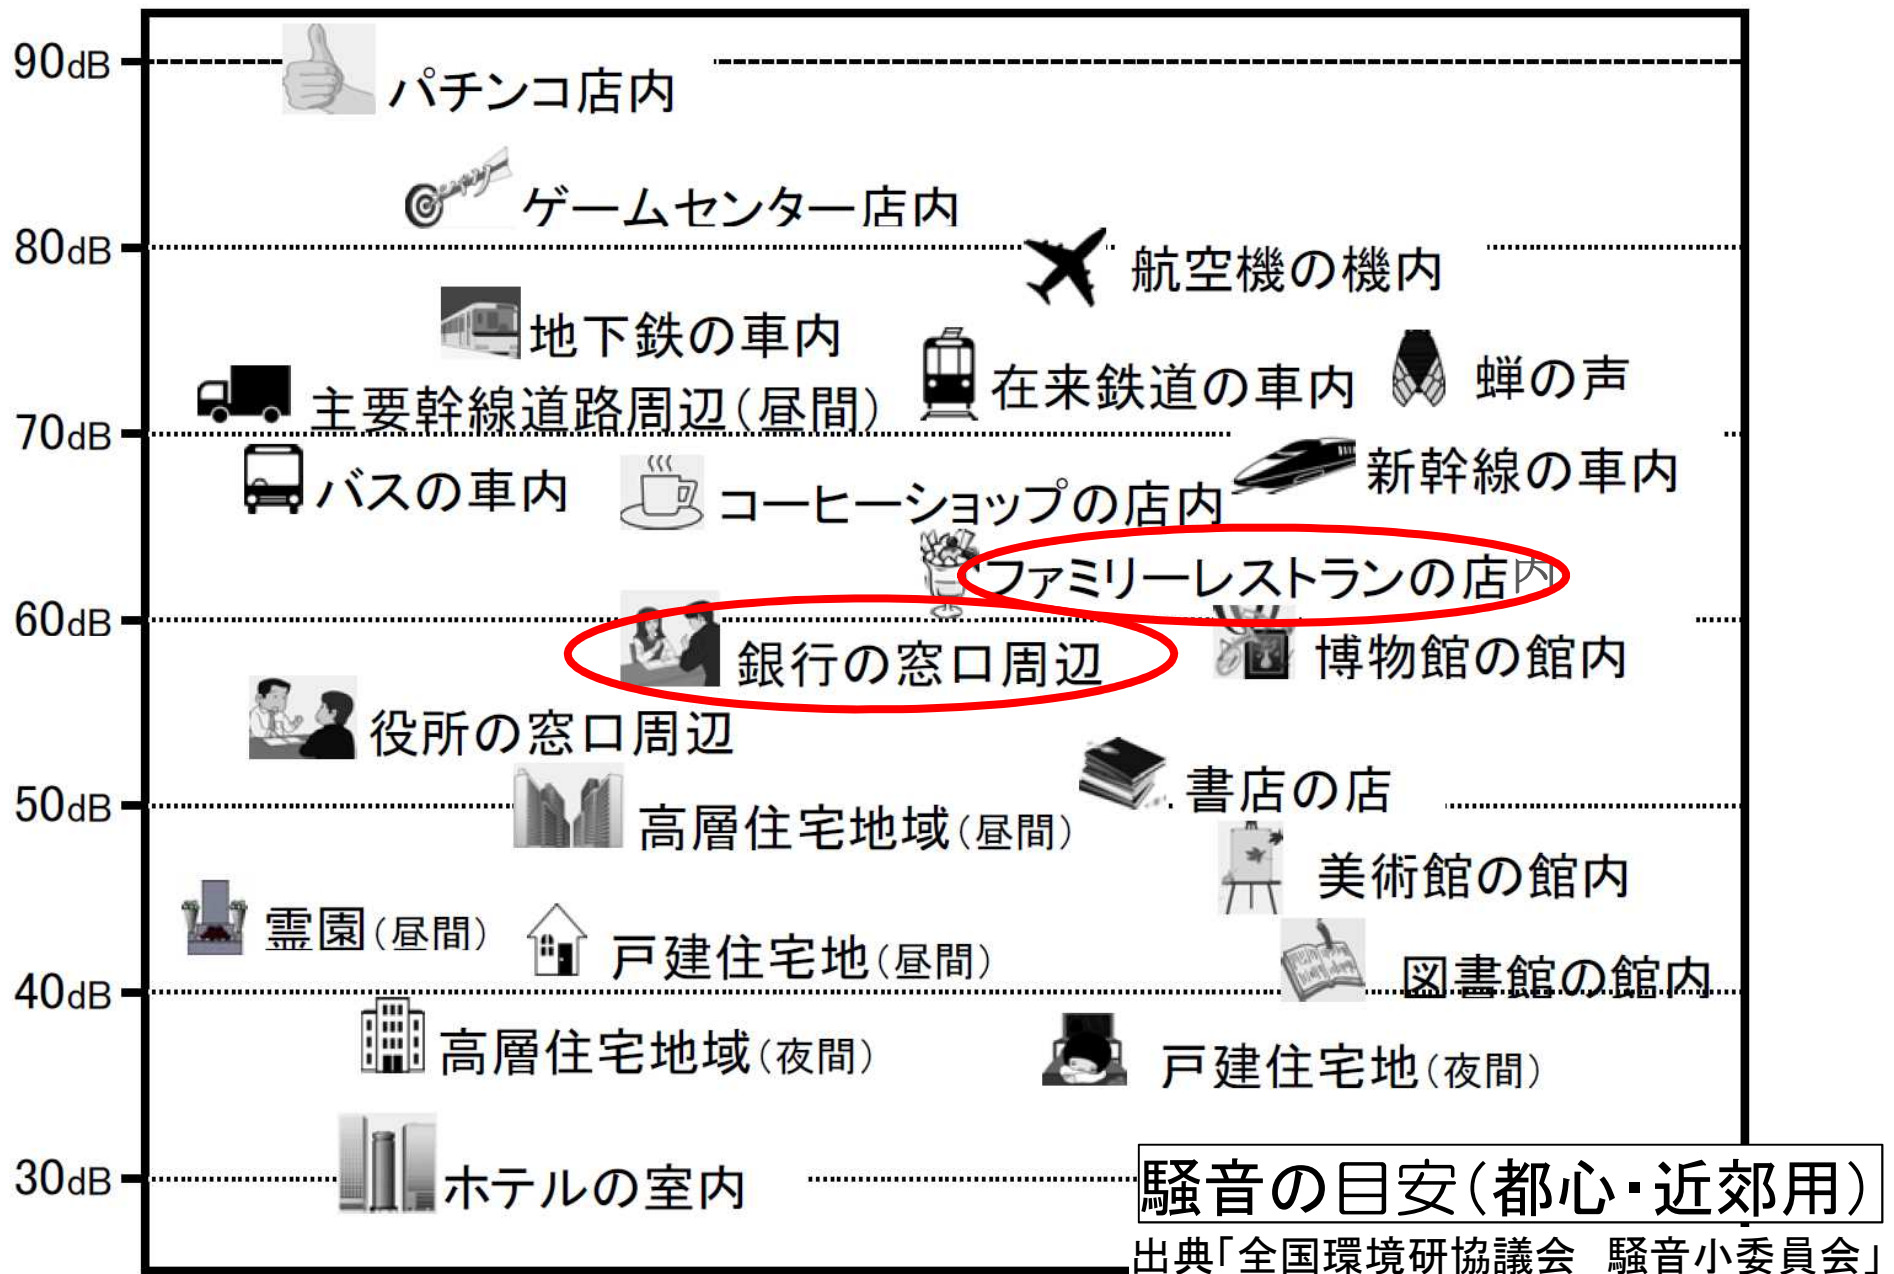 90dB
パチンコ店内
ゲームセンター店内
80dB
航空機の機内
地下鉄の車内
在来鉄道の車内
蝉の声
主要幹線道路周辺(昼間)
70dB
新幹線の車内
バスの車内
コーヒーショップの店内
ファミリーレストランの店内
60dB
銀行の窓口周辺
博物館の館内
役所の窓口周辺
書店の店
50dB
高層住宅地域(昼間)
美術館の館内
霊園(昼間)
戸建住宅地(昼間)
図書館の館内
40dB
高層住宅地域(夜間)
戸建住宅地(夜間)
30dB
ホテルの室内
騒音の目安(都心・近郊用)
出典「全国環境研協議会　騒音小委員会」